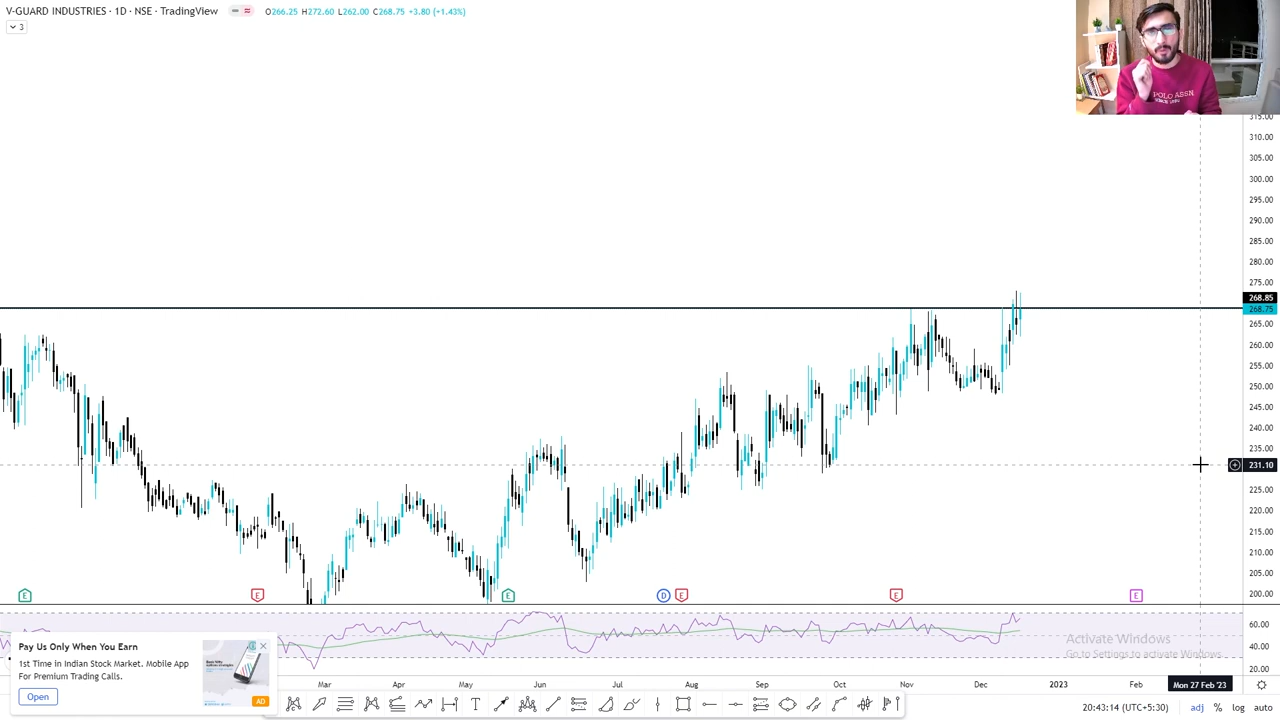 V-GUARD INDUSTRIES · 1D · NSE · TradingView O266.25 H272.60 L262.00 C268.75 +3.80 (+1.43%)
3
POLO ASSN
SINCE 1890
315.00
310.00
305.00
300.00
295.00
290.00
285.00
280.00
275.00
268.85
268.75
265.00
260.00
255.00
250.00
245.00
240.00
235.00
231.10
225.00
220.00
215.00
210.00
205.00
200.00
E E E D E E E
60.00
40.00
20.00
Activate Windows
Go to Settings to activate Windows.
Pay Us Only When You Earn
1st Time in Indian Stock Market. Mobile App
For Premium Trading Calls.
Open
AD
Mar Apr May Jun Jul Aug Sep Oct Nov Dec 2023 Feb Mon 27 Feb '23
20:43:14 (UTC+5:30) adj % log auto